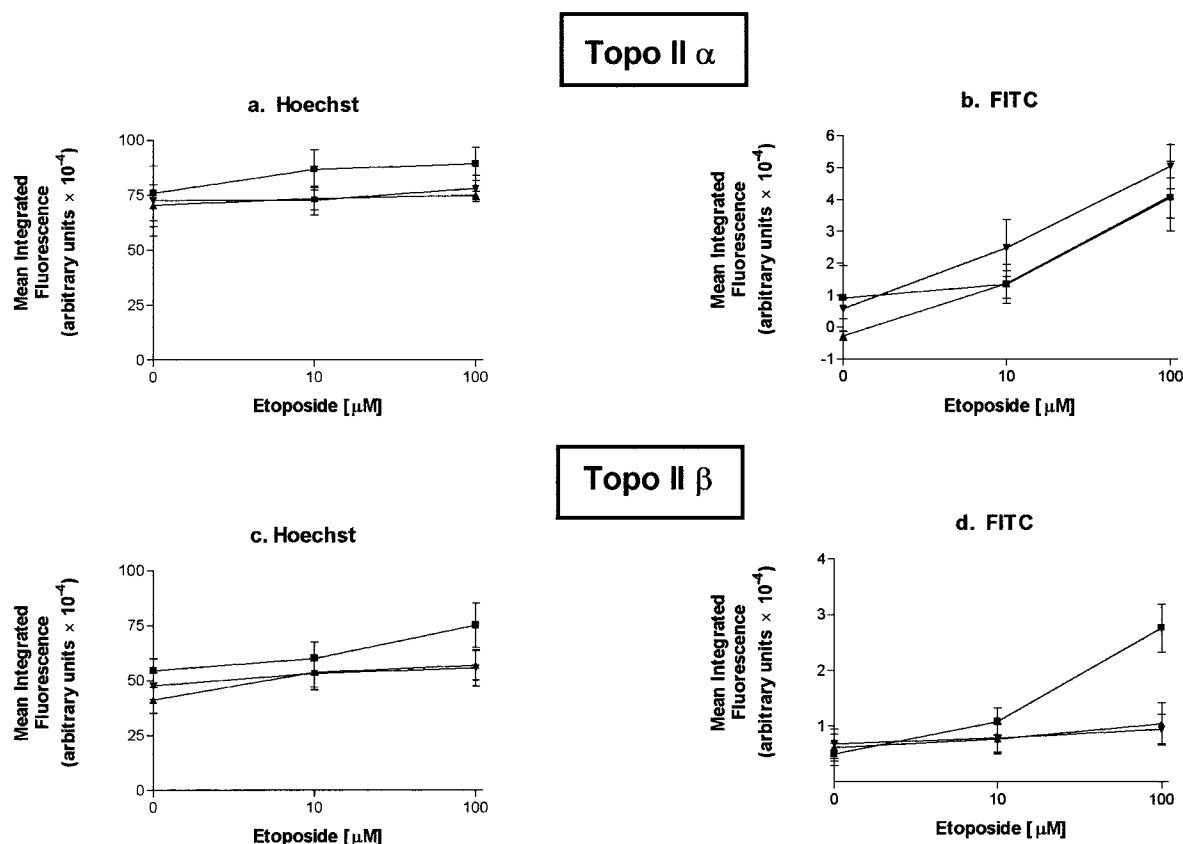 Topo II α
a. Hoechst
Mean Integrated
Fluorescence
(arbitrary units × 10⁻⁴)
100
75
50
25
0
0 10 100
Etoposide [μM]
b. FITC
Mean Integrated
Fluorescence
(arbitrary units × 10⁻⁴)
6
5
4
3
2
1
0
-1
0 10 100
Etoposide [μM]
Topo II β
c. Hoechst
Mean Integrated
Fluorescence
(arbitrary units × 10⁻⁴)
100
75
50
25
0
0 10 100
Etoposide [μM]
d. FITC
Mean Integrated
Fluorescence
(arbitrary units × 10⁻⁴)
4
3
2
1
0 10 100
Etoposide [μM]